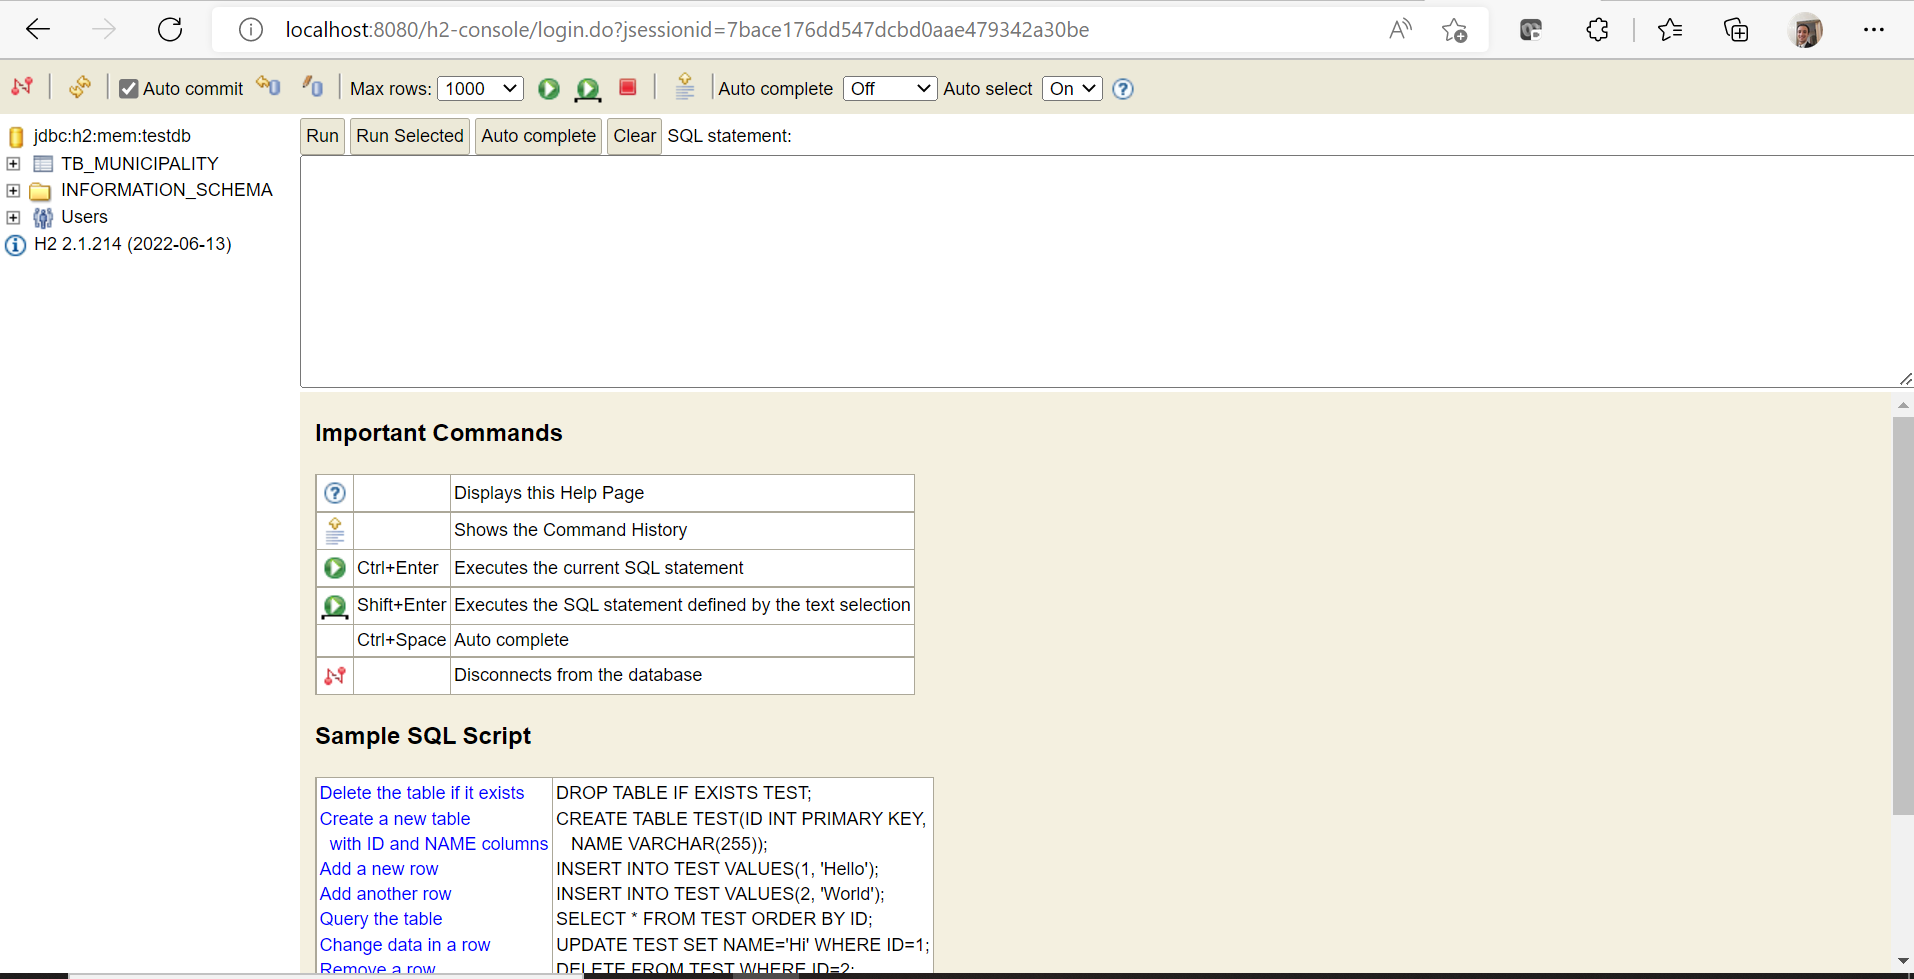 localhost:8080/h2-console/login.do?jsessionid=7bace176dd547dcbd0aae479342a30be
Auto commit Max rows: 1000 Auto complete Off Auto select On
jdbc:h2:mem:testdb
TB_MUNICIPALITY
INFORMATION_SCHEMA
Users
H2 2.1.214 (2022-06-13)
Run Run Selected Auto complete Clear SQL statement:
Important Commands
Displays this Help Page
Shows the Command History
Ctrl+Enter Executes the current SQL statement
Shift+Enter Executes the SQL statement defined by the text selection
Ctrl+Space Auto complete
Disconnects from the database
Sample SQL Script
Delete the table if it exists DROP TABLE IF EXISTS TEST;
Create a new table CREATE TABLE TEST(ID INT PRIMARY KEY,
with ID and NAME columns NAME VARCHAR(255));
Add a new row INSERT INTO TEST VALUES(1, 'Hello');
Add another row INSERT INTO TEST VALUES(2, 'World');
Query the table SELECT * FROM TEST ORDER BY ID;
Change data in a row UPDATE TEST SET NAME='Hi' WHERE ID=1;
Remove a row DELETE FROM TEST WHERE ID=2;